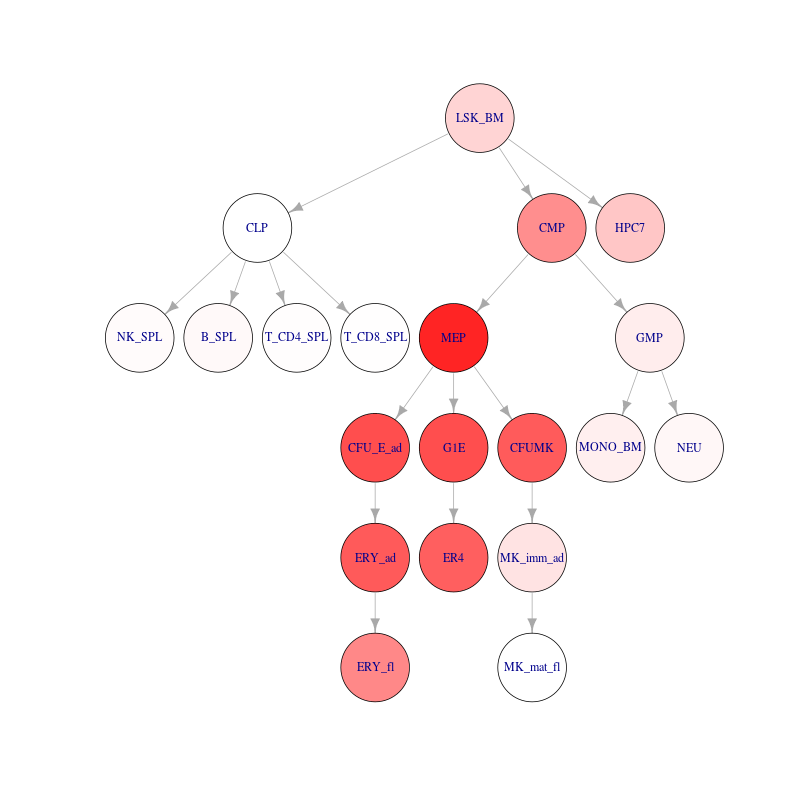 LSK_BM
CLP
CMP
HPC7
NK_SPL
B_SPL
T_CD4_SPL
T_CD8_SPL
MEP
GMP
CFU_E_ad
G1E
CFUMK
MONO_BM
NEU
ERY_ad
ER4
MK_imm_ad
ERY_fl
MK_mat_fl